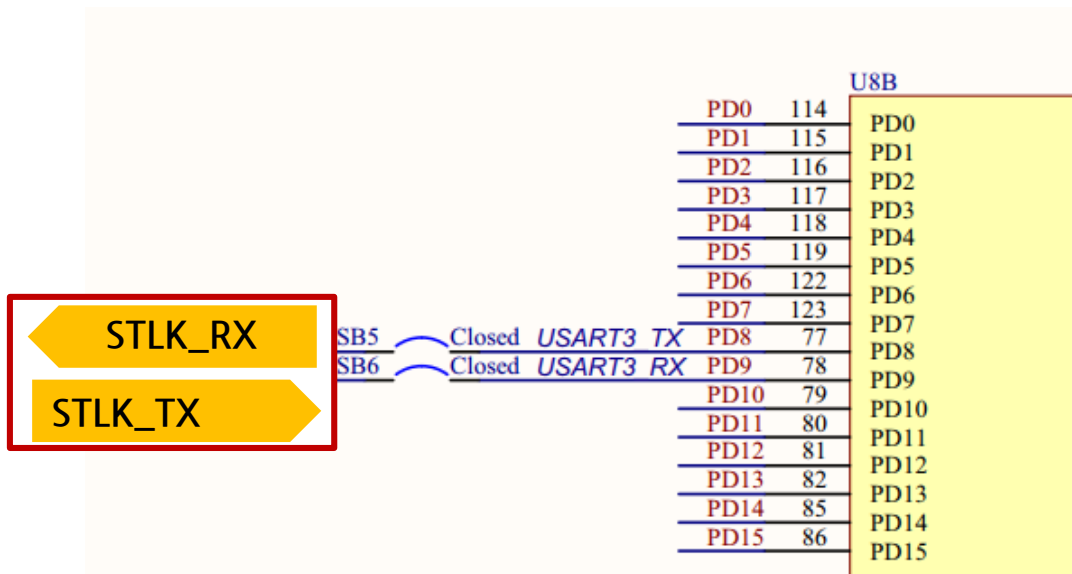 U8B
PD0 114 PD0
PD1 115 PD1
PD2 116 PD2
PD3 117 PD3
PD4 118 PD4
PD5 119 PD5
PD6 122 PD6
PD7 123 PD7
STLK_RX SB5 Closed USART3_TX PD8 77 PD8
SB6 Closed USART3_RX PD9 78 PD9
STLK_TX PD10 79 PD10
PD11 80 PD11
PD12 81 PD12
PD13 82 PD13
PD14 85 PD14
PD15 86 PD15